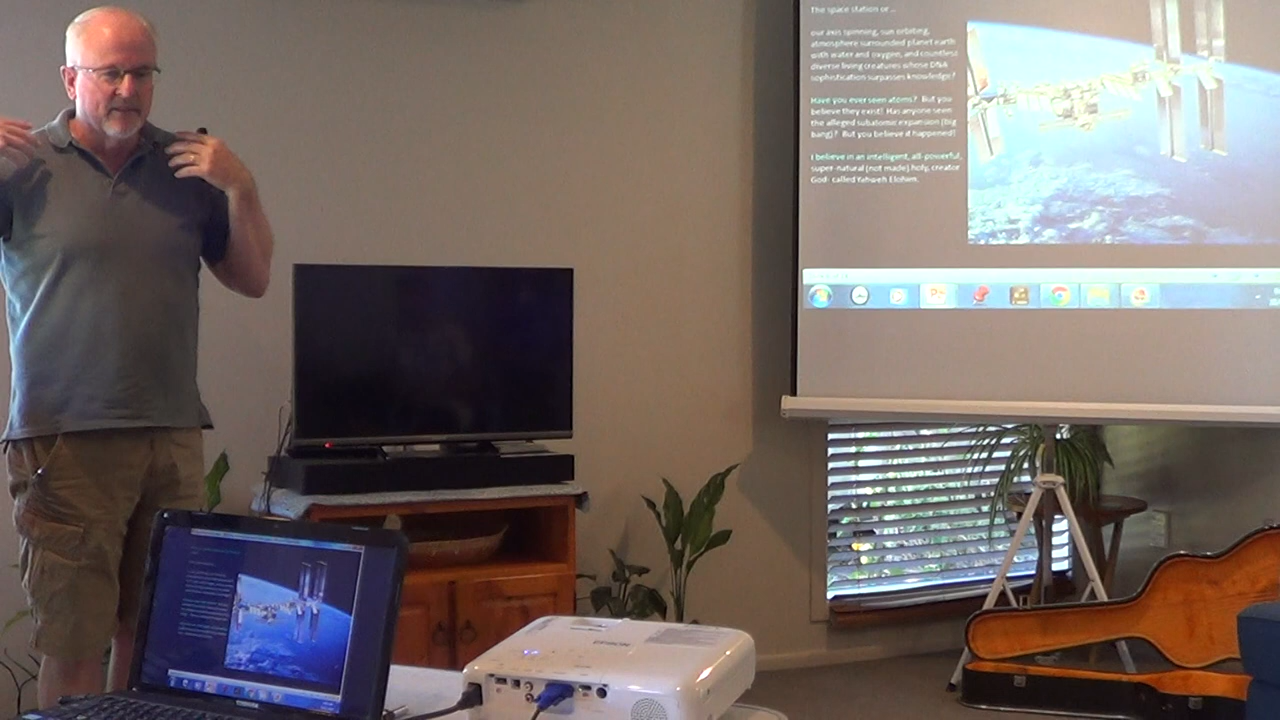 The space station or...
our axis spinning, sun orbiting,
atmosphere surrounded planet earth
with water and oxygen, and countless
diverse living creatures whose DNA
sophistication surpasses knowledge?
Have you ever seen atoms? But you
believe they exist! Has anyone seen
the alleged subatomic expansion (big
bang)? But you believe it happened!
I believe in an intelligent, all-powerful,
super-natural (not made) holy, creator
God- called Yahweh Elohim.
EPSON